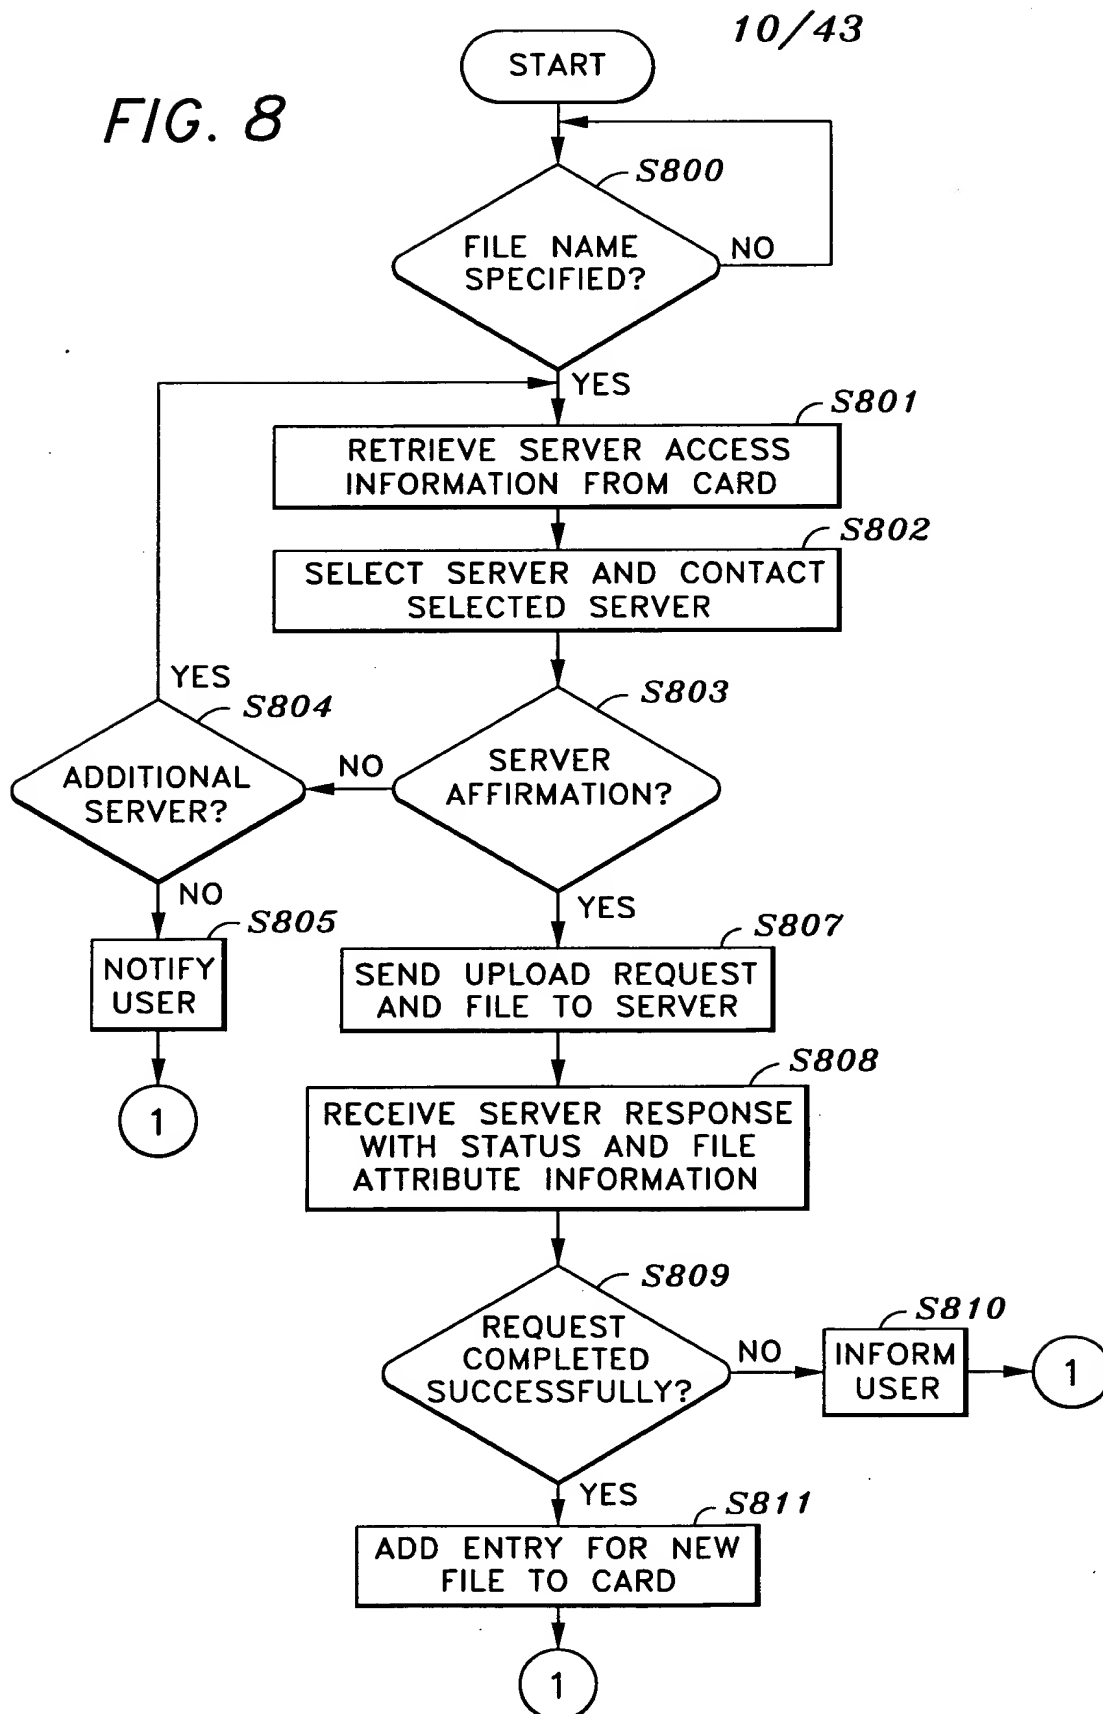 10/43
START
FIG. 8
S800
FILE NAME
SPECIFIED?
NO
YES
S801
RETRIEVE SERVER ACCESS
INFORMATION FROM CARD
S802
SELECT SERVER AND CONTACT
SELECTED SERVER
YES
S804
S803
ADDITIONAL
SERVER?
NO
SERVER
AFFIRMATION?
NO
YES
S805
NOTIFY
USER
S807
SEND UPLOAD REQUEST
AND FILE TO SERVER
1
S808
RECEIVE SERVER RESPONSE
WITH STATUS AND FILE
ATTRIBUTE INFORMATION
S809
REQUEST
COMPLETED
SUCCESSFULLY?
NO
S810
INFORM
USER
1
YES
S811
ADD ENTRY FOR NEW
FILE TO CARD
1